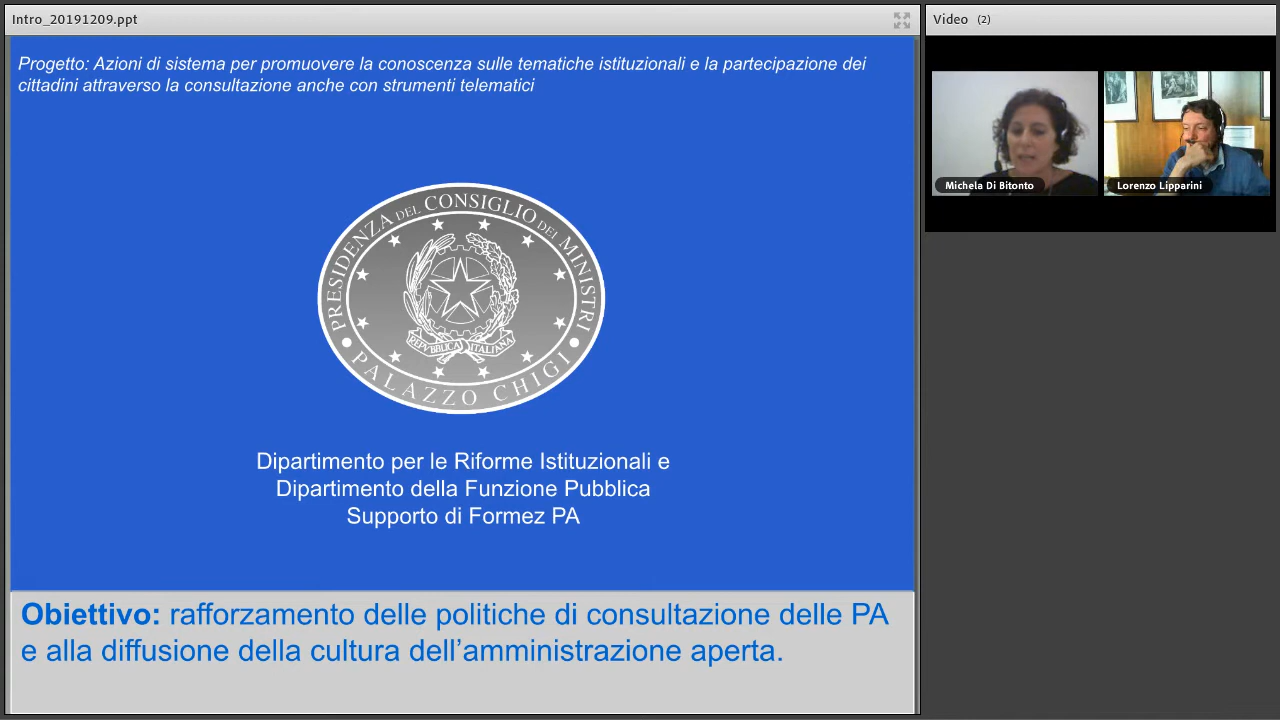 Intro_20191209.ppt
Video (2)
Progetto: Azioni di sistema per promuovere la conoscenza sulle tematiche istituzionali e la partecipazione dei
cittadini attraverso la consultazione anche con strumenti telematici
Michela Di Bitonto
Lorenzo Lipparini
PRESIDENZA DEL CONSIGLIO DEI MINISTRI
REPVBBLICA ITALIANA
PALAZZO CHIGI
Dipartimento per le Riforme Istituzionali e
Dipartimento della Funzione Pubblica
Supporto di Formez PA
Obiettivo: rafforzamento delle politiche di consultazione delle PA
e alla diffusione della cultura dell’amministrazione aperta.